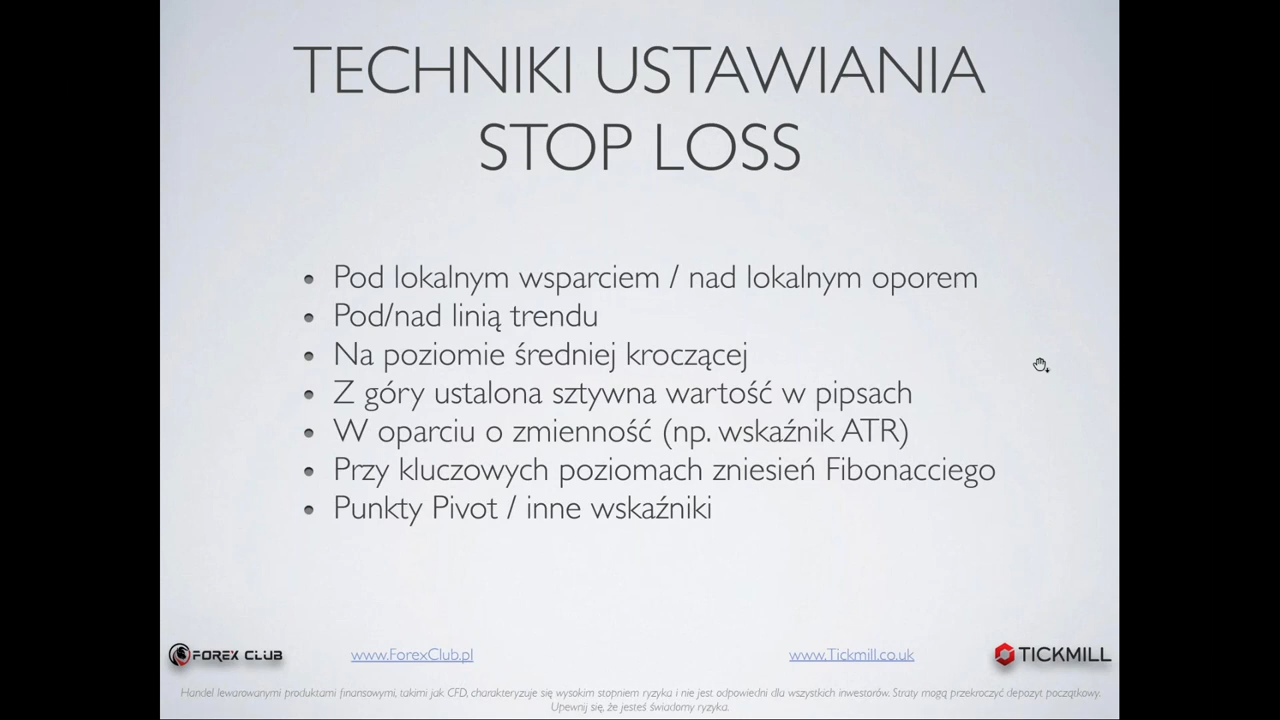 TECHNIKI USTAWIANIA
STOP LOSS
• Pod lokalnym wsparciem / nad lokalnym oporem
• Pod/nad linią trendu
• Na poziomie średniej kroczącej
• Z góry ustalona sztywna wartość w pipsach
• W oparciu o zmienność (np. wskaźnik ATR)
• Przy kluczowych poziomach zniesień Fibonacciego
• Punkty Pivot / inne wskaźniki
FOREX CLUB www.ForexClub.pl www.Tickmill.co.uk TICKMILL
Handel lewarowanymi produktami finansowymi, takimi jak CFD, charakteryzuje się wysokim stopniem ryzyka i nie jest odpowiedni dla wszystkich inwestorów. Straty mogą przekroczyć depozyt początkowy.
Upewnij się, że jesteś świadomy ryzyka.